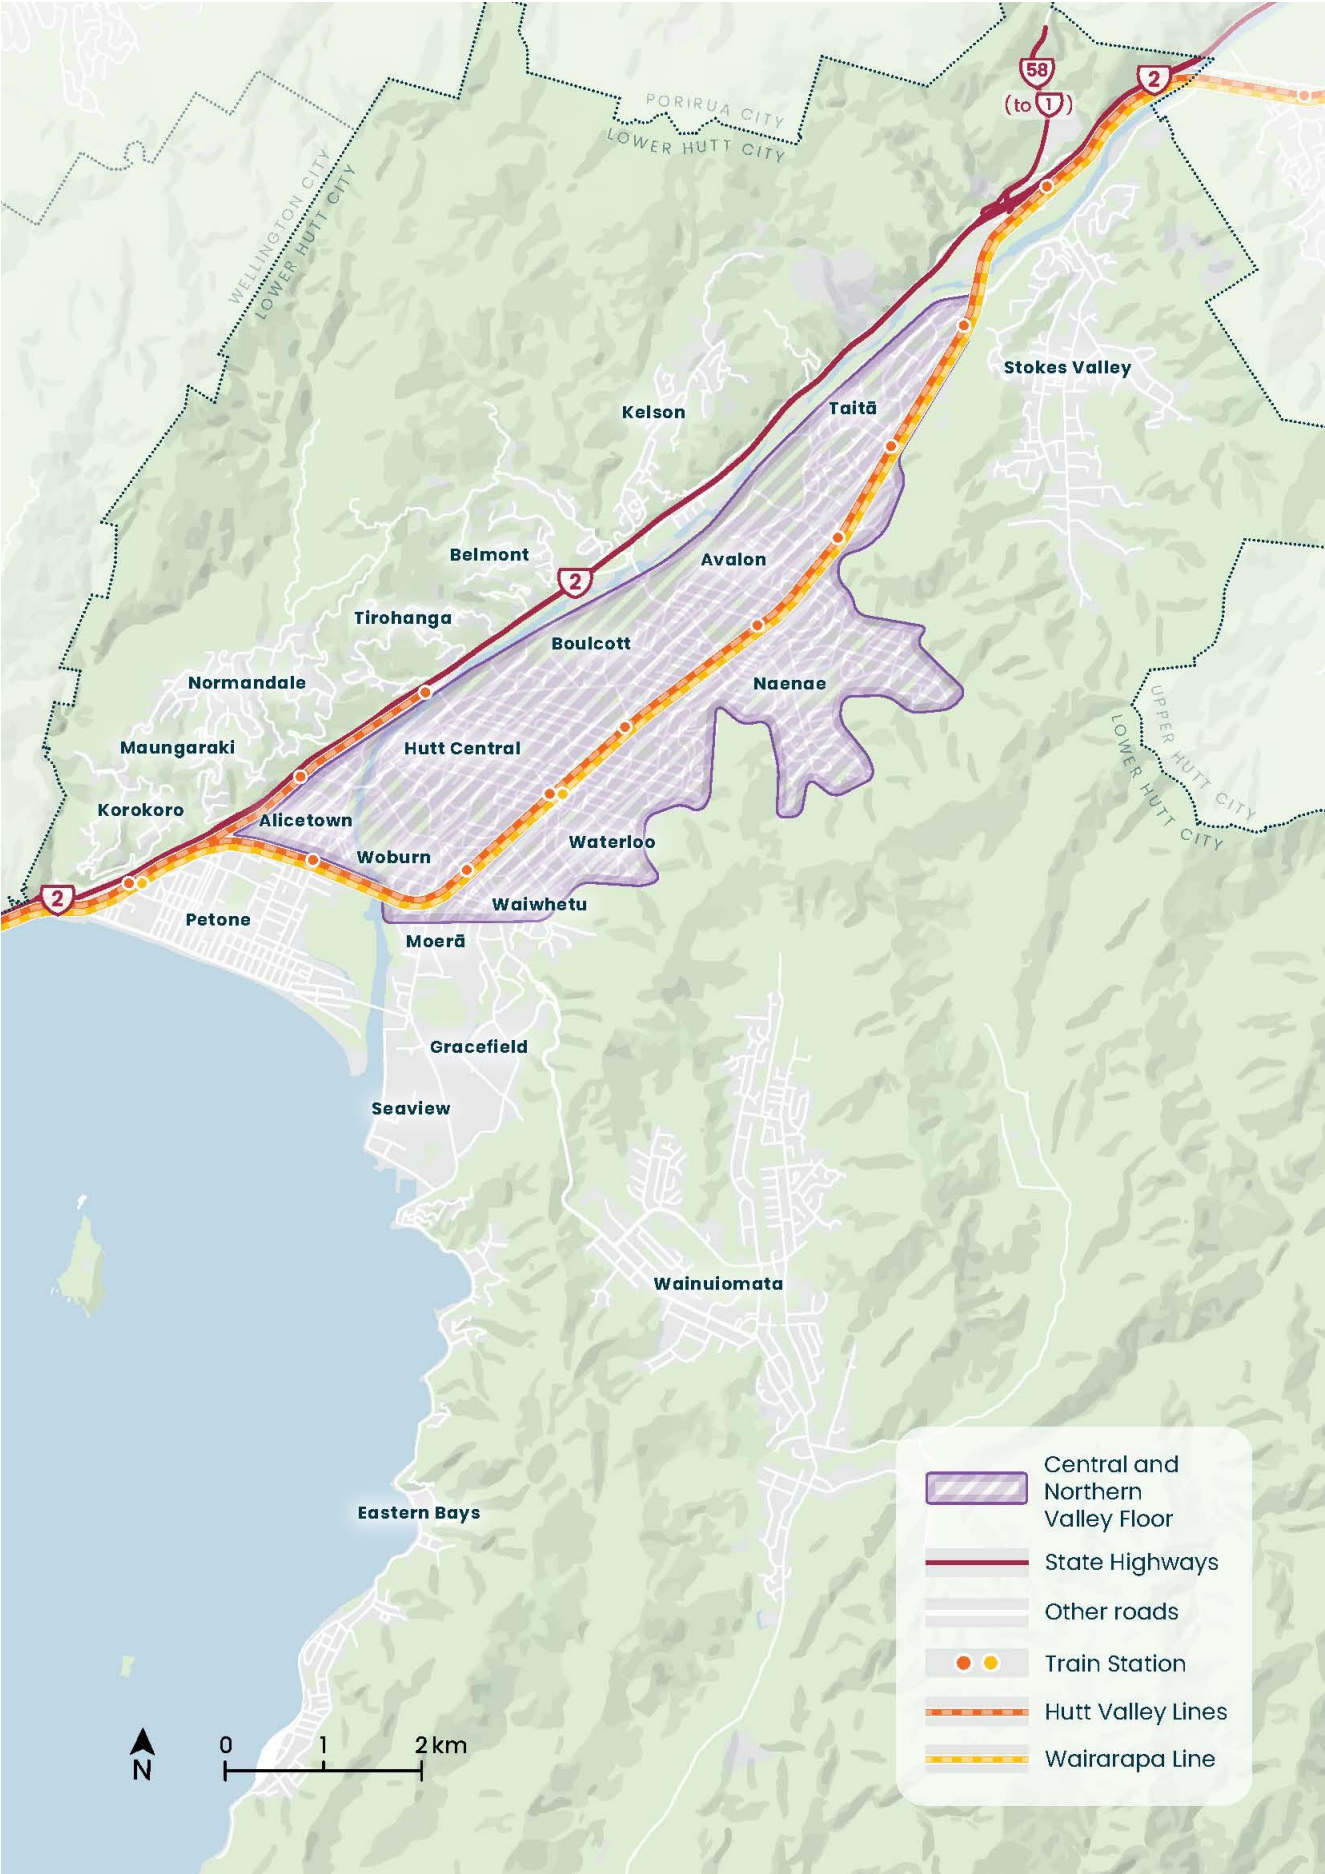 58
(to 1)
2
PORIRUA CITY
LOWER HUTT CITY
WELLINGTON CITY
LOWER HUTT CITY
Stokes Valley
Kelson
Taitā
Belmont
Avalon
2
Tirohanga
Boulcott
Normandale
Naenae
UPPER HUTT CITY
LOWER HUTT CITY
Maungaraki
Hutt Central
Korokoro
Alicetown
Woburn
Waterloo
2
Petone
Waiwhetu
Moerā
Gracefield
Seaview
Wainuiomata
Eastern Bays
Central and
Northern
Valley Floor
State Highways
Other roads
Train Station
Hutt Valley Lines
Wairarapa Line
N
0 1 2 km